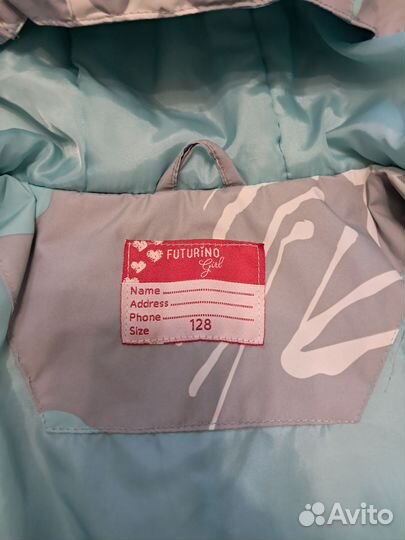 FUTURiNO
Girl
Name
Address
Phone
Size 128
Avito